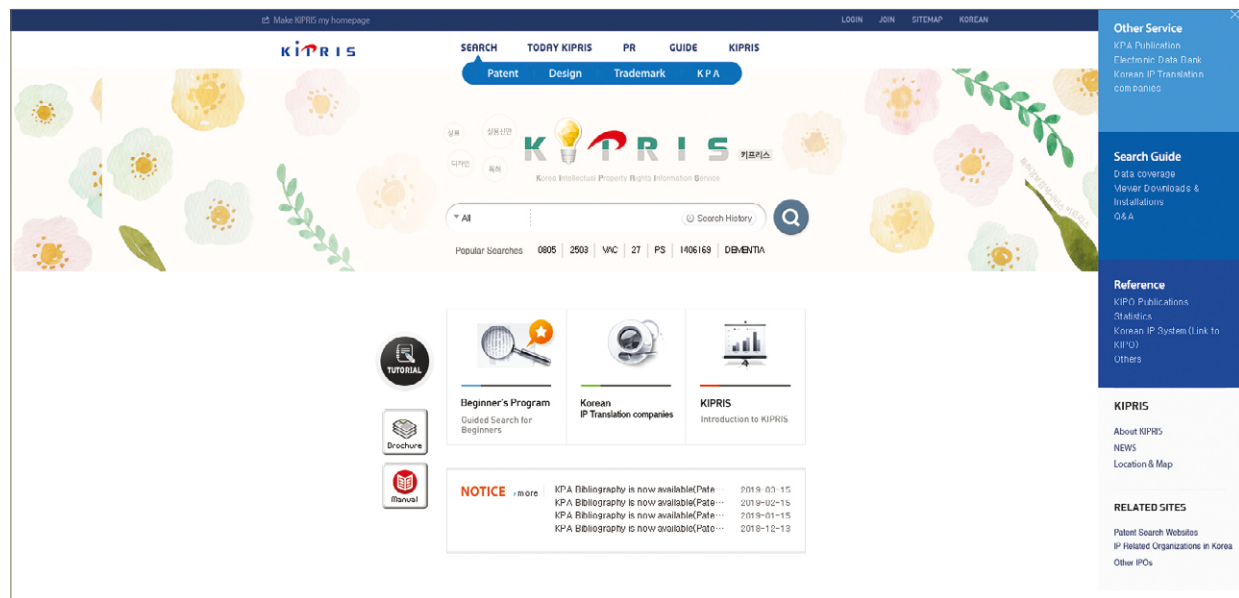 Make KIPRIS my homepage
LOGIN JOIN SITEMAP KOREAN
KIPRIS
SEARCH TODAY KIPRIS PR GUIDE KIPRIS
Patent Design Trademark KPA
실용신안
디자인
특허
KIPRIS 키프리스
Korea Intellectual Property Rights Information Service
All
Search History
Popular Searches 0805 2503 VAC 27 PS 1406169 DEMENTIA
TUTORIAL
Brochure
Manual
Beginner's Program
Guided Search for
Beginners
Korean
IP Translation companies
KIPRIS
Introduction to KIPRIS
NOTICE more
KPA Bibliography is now available(Pate··· 2019-03-15
KPA Bibliography is now available(Pate··· 2019-02-15
KPA Bibliography is now available(Pate··· 2019-01-15
KPA Bibliography is now available(Pate··· 2018-12-13
Other Service
KPA Publication
Electronic Data Bank
Korean IP Translation
companies
Search Guide
Data coverage
Viewer Downloads &
Installations
Q&A
Reference
KIPO Publications
Statistics
Korean IP System(Link to
KIPO)
Others
KIPRIS
About KIPRIS
NEWS
Location & Map
RELATED SITES
Patent Search Websites
IP Related Organizations in Korea
Other IPOs